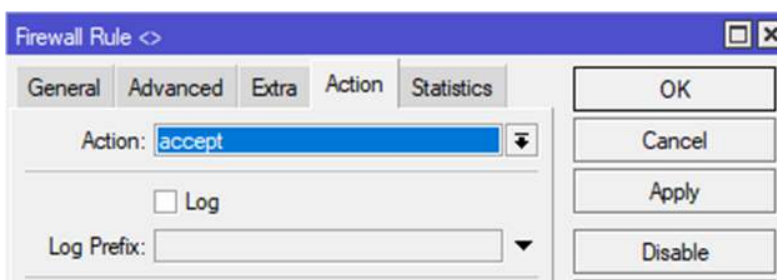 Firewall Rule <>
General Advanced Extra Action Statistics
OK
Action: accept
Cancel
Log
Apply
Log Prefix:
Disable